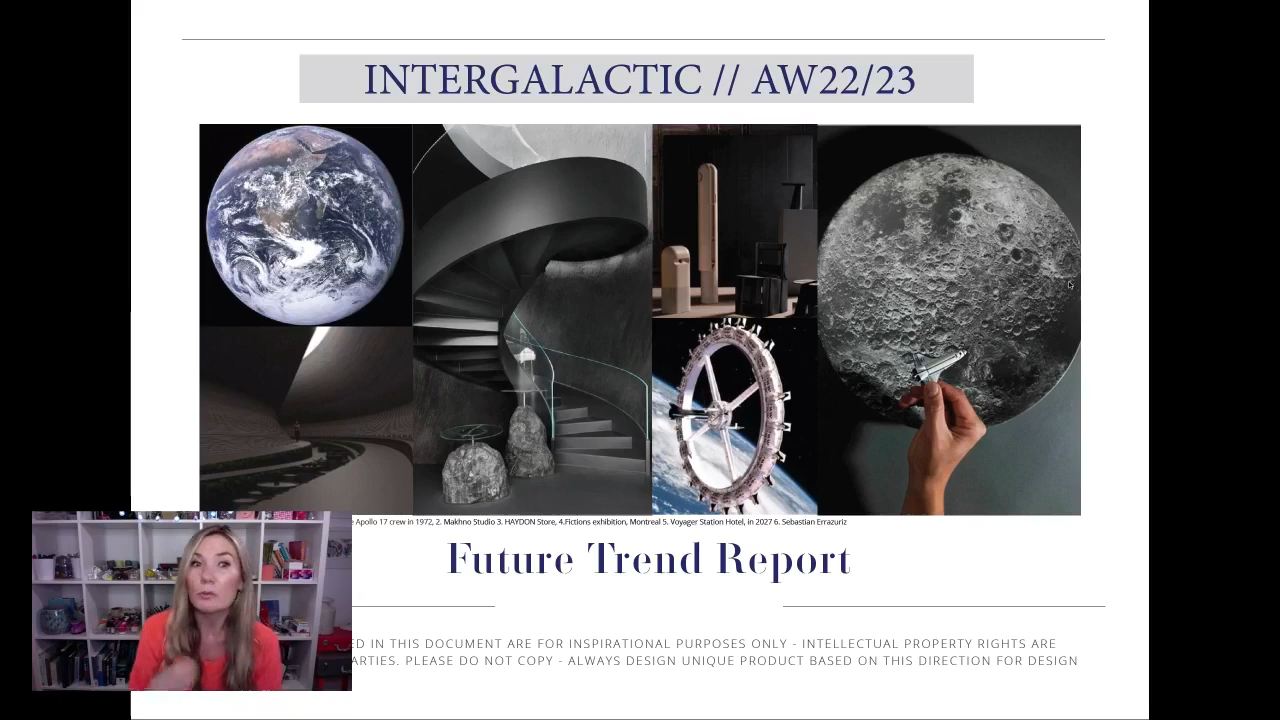 INTERGALACTIC // AW22/23
e Apollo 17 crew in 1972, 2. Makhno Studio 3. HAYDON Store, 4.Fictions exhibition, Montreal 5. Voyager Station Hotel, in 2027 6. Sebastian Errazuriz
Future Trend Report
ED IN THIS DOCUMENT ARE FOR INSPIRATIONAL PURPOSES ONLY - INTELLECTUAL PROPERTY RIGHTS ARE
ARTIES. PLEASE DO NOT COPY - ALWAYS DESIGN UNIQUE PRODUCT BASED ON THIS DIRECTION FOR DESIGN